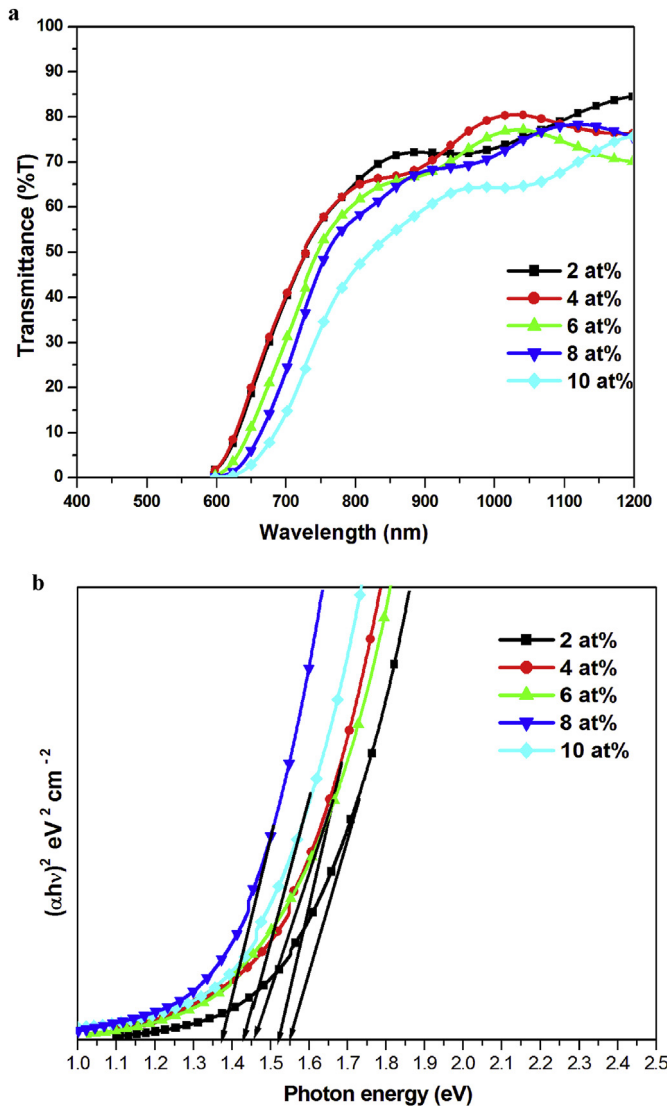 a
100
90
80
70
60
50
40
30
20
10
0
Transmittance (%T)
2 at%
4 at%
6 at%
8 at%
10 at%
400 500 600 700 800 900 1000 1100 1200
Wavelength (nm)
b
(αhν)² eV² cm⁻²
2 at%
4 at%
6 at%
8 at%
10 at%
1.0 1.1 1.2 1.3 1.4 1.5 1.6 1.7 1.8 1.9 2.0 2.1 2.2 2.3 2.4 2.5
Photon energy (eV)